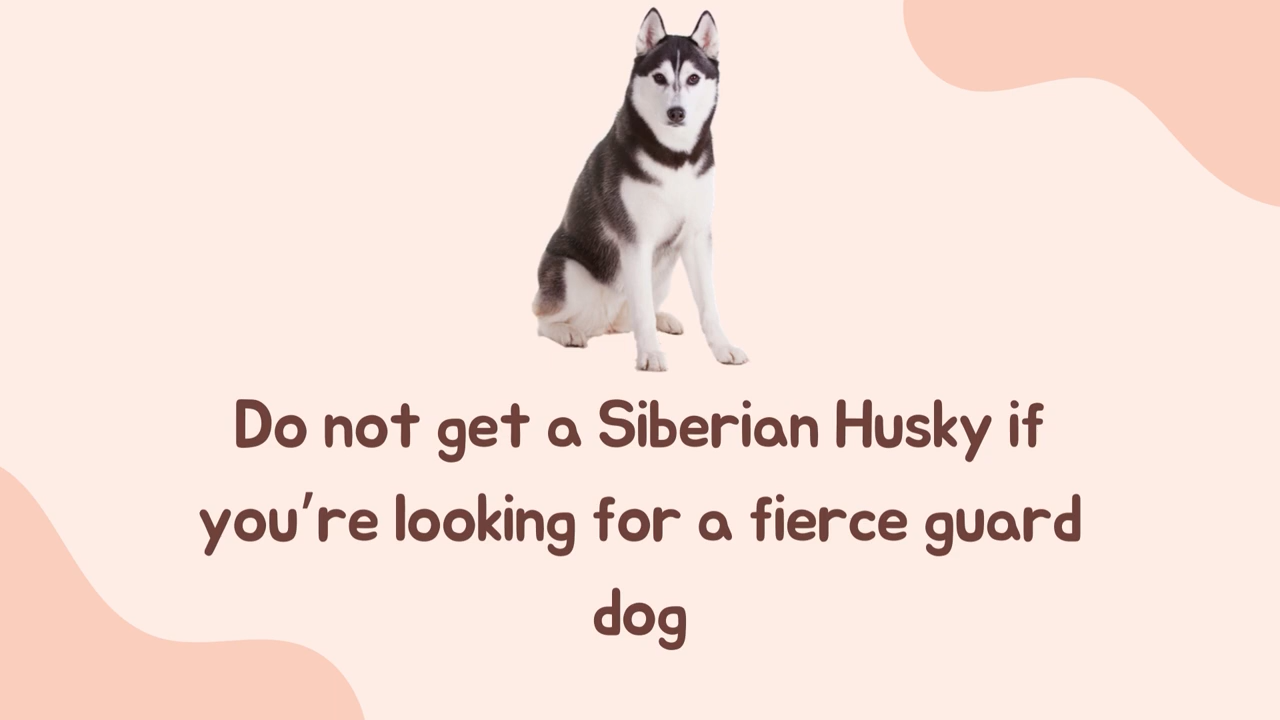 Do not get a Siberian Husky if
you’re looking for a fierce guard
dog